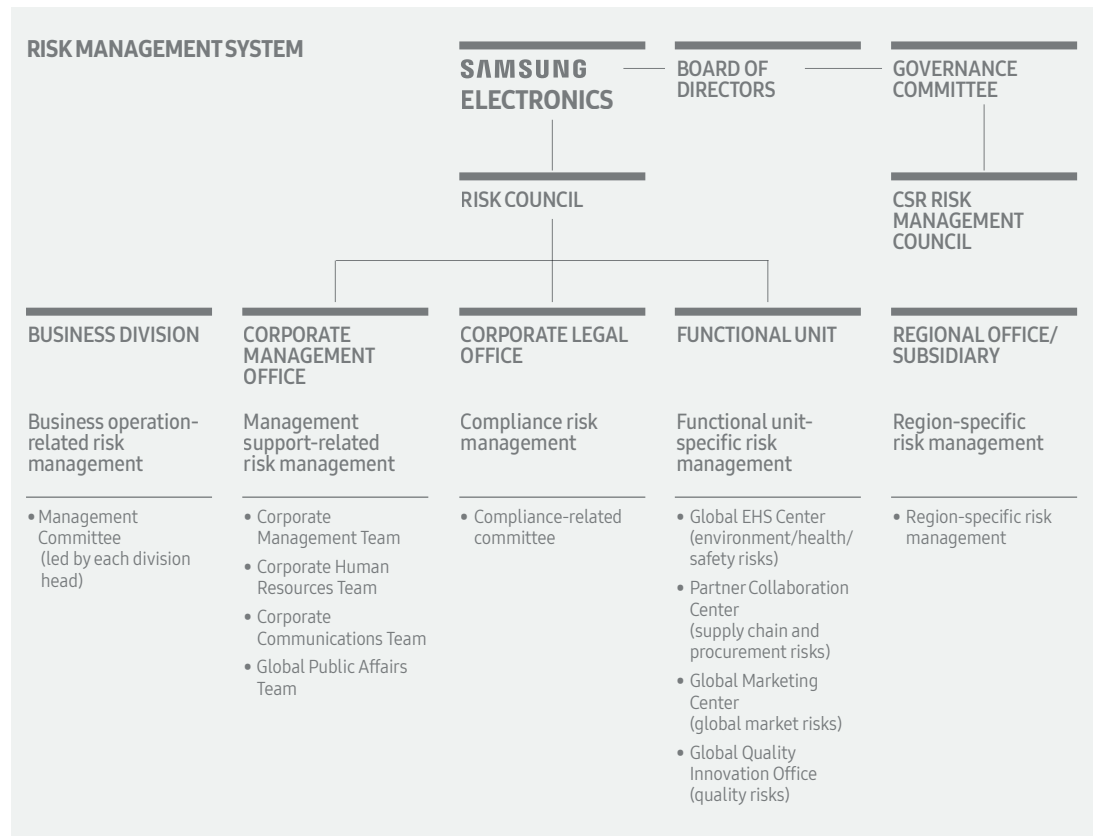 RISK MANAGEMENT SYSTEM
SAMSUNG
ELECTRONICS
BOARD OF
DIRECTORS
GOVERNANCE
COMMITTEE
RISK COUNCIL
CSR RISK
MANAGEMENT
COUNCIL
BUSINESS DIVISION
Business operation-
related risk
management
• Management
Committee
(led by each division
head)
CORPORATE
MANAGEMENT
OFFICE
Management
support-related
risk management
• Corporate
Management Team
• Corporate Human
Resources Team
• Corporate
Communications Team
• Global Public Affairs
Team
CORPORATE LEGAL
OFFICE
Compliance risk
management
• Compliance-related
committee
FUNCTIONAL UNIT
Functional unit-
specific risk
management
• Global EHS Center
(environment/health/
safety risks)
• Partner Collaboration
Center
(supply chain and
procurement risks)
• Global Marketing
Center
(global market risks)
• Global Quality
Innovation Office
(quality risks)
REGIONAL OFFICE/
SUBSIDIARY
Region-specific
risk management
• Region-specific risk
management